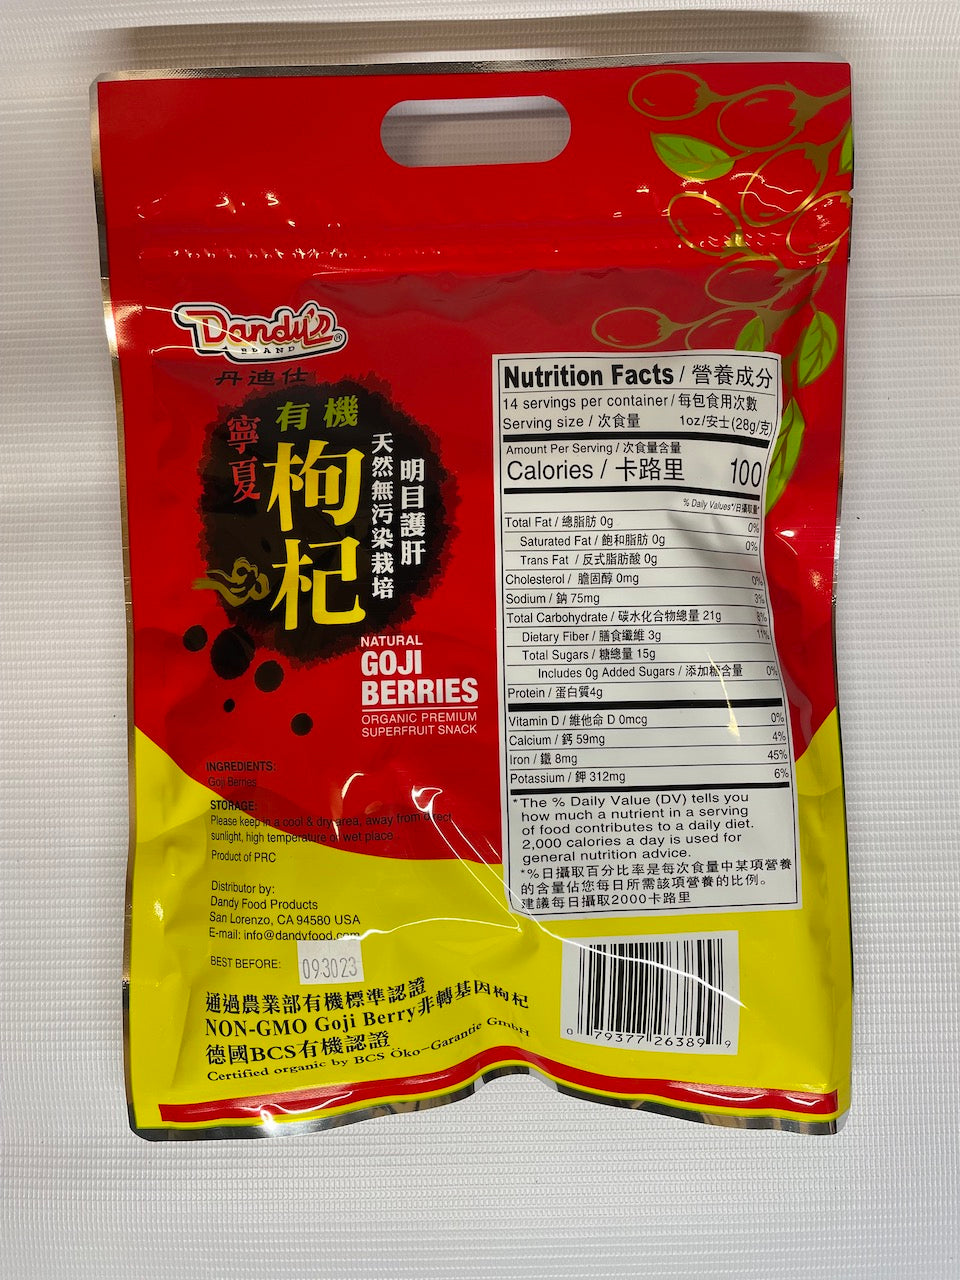 Dandy's®
BRAND
丹迪仕
寧夏
有機
枸杞
天然無污染栽培
明目護肝
NATURAL
GOJI
BERRIES
ORGANIC PREMIUM
SUPERFRUIT SNACK
INGREDIENTS:
Goji Berries
STORAGE:
Please keep in a cool & dry area, away from direct
sunlight, high temperature or wet place.
Product of PRC
Distributor by:
Dandy Food Products
San Lorenzo, CA 94580 USA
E-mail: info@dandyfood.com
BEST BEFORE:
093023
通過農業部有機標準認證
NON-GMO Goji Berry非轉基因枸杞
德國BCS有機認證
Certified organic by BCS Öko-Garantie GmbH
Nutrition Facts / 營養成分
14 servings per container / 每包食用次數
Serving size / 次食量 1oz/安士(28g/克)
Amount Per Serving / 次食量含量
Calories / 卡路里 100
% Daily Values*/日攝取量*
Total Fat / 總脂肪 0g 0%
Saturated Fat / 飽和脂肪 0g 0%
Trans Fat / 反式脂肪酸 0g
Cholesterol / 膽固醇 0mg 0%
Sodium / 鈉 75mg 3%
Total Carbohydrate / 碳水化合物總量 21g 8%
Dietary Fiber / 膳食纖維 3g 11%
Total Sugars / 糖總量 15g
Includes 0g Added Sugars / 添加糖含量 0%
Protein / 蛋白質4g
Vitamin D / 維他命 D 0mcg 0%
Calcium / 鈣 59mg 4%
Iron / 鐵 8mg 45%
Potassium / 鉀 312mg 6%
*The % Daily Value (DV) tells you
how much a nutrient in a serving
of food contributes to a daily diet.
2,000 calories a day is used for
general nutrition advice.
*%日攝取百分比率是每次食量中某項營養
的含量佔您每日所需該項營養的比例。
建議每日攝取2000卡路里
0 79377 26389 9